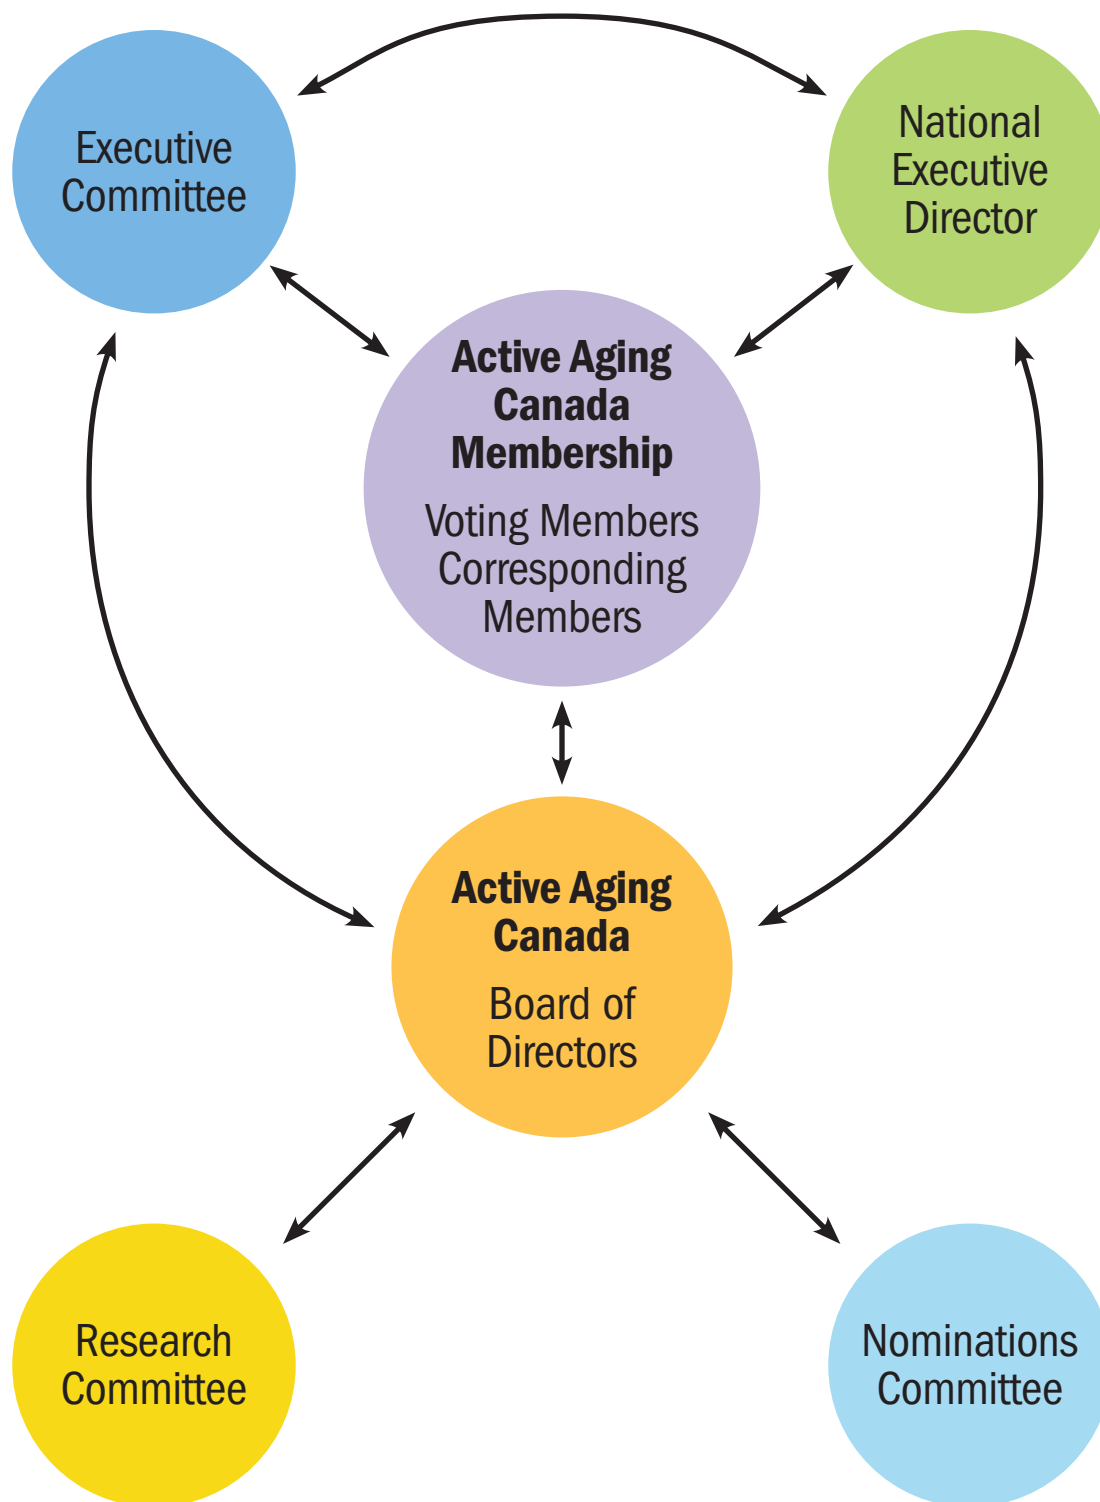 Executive
Committee
National
Executive
Director
Active Aging
Canada
Membership
Voting Members
Corresponding
Members
Active Aging
Canada
Board of
Directors
Research
Committee
Nominations
Committee